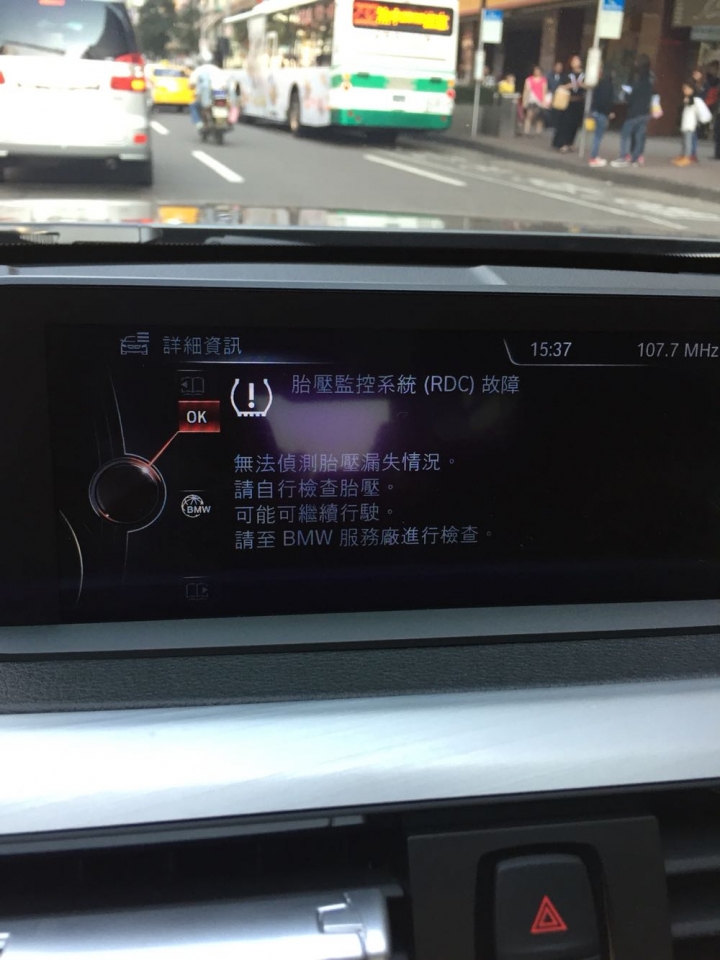 詳細資訊
15:37
107.7 MHz
胎壓監控系統 (RDC) 故障
OK
無法偵測胎壓漏失情況。
請自行檢查胎壓。
BMW
可能可繼續行駛。
請至 BMW 服務廠進行檢查。